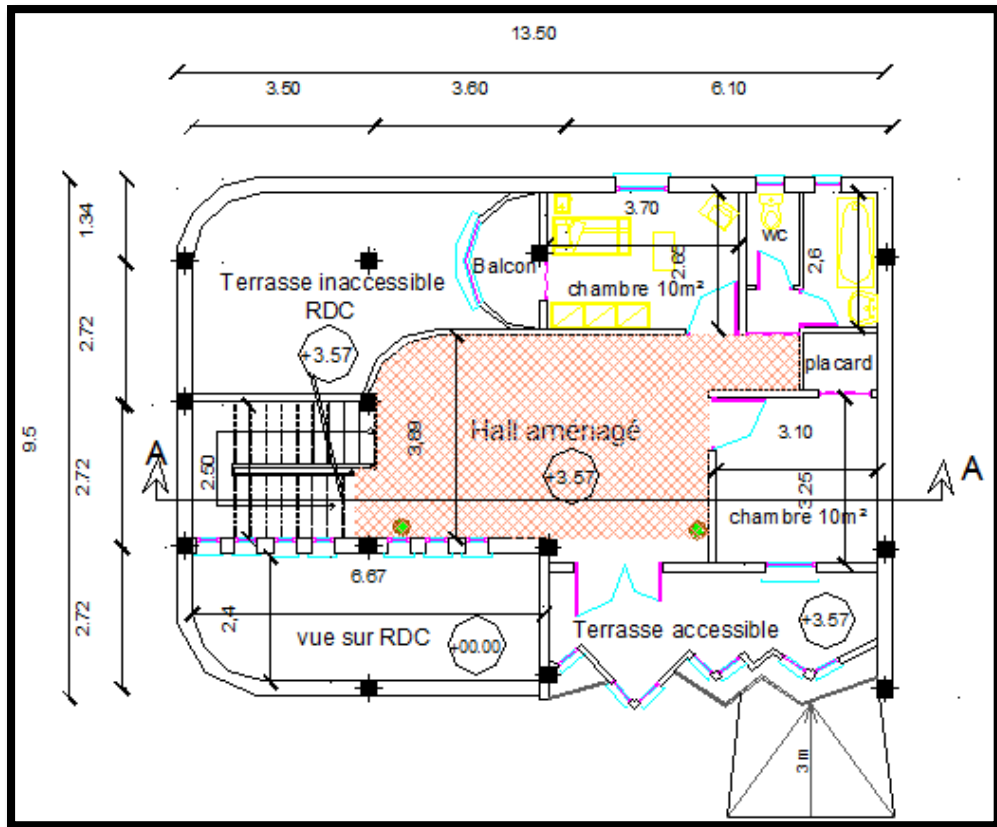 13.50
3.50
3.60
6.10
9.5
1.34
2.72
2.72
2.72
3.70
wc
2.65
2,6
Balcon
chambre 10m²
Terrasse inaccessible
RDC
+3.57
placard
3,89
Hall aménagé
+3.57
3.10
A
2.50
A
3.25
chambre 10m²
6.67
2,4
vue sur RDC
+00.00
Terrasse accessible
+3.57
3 m